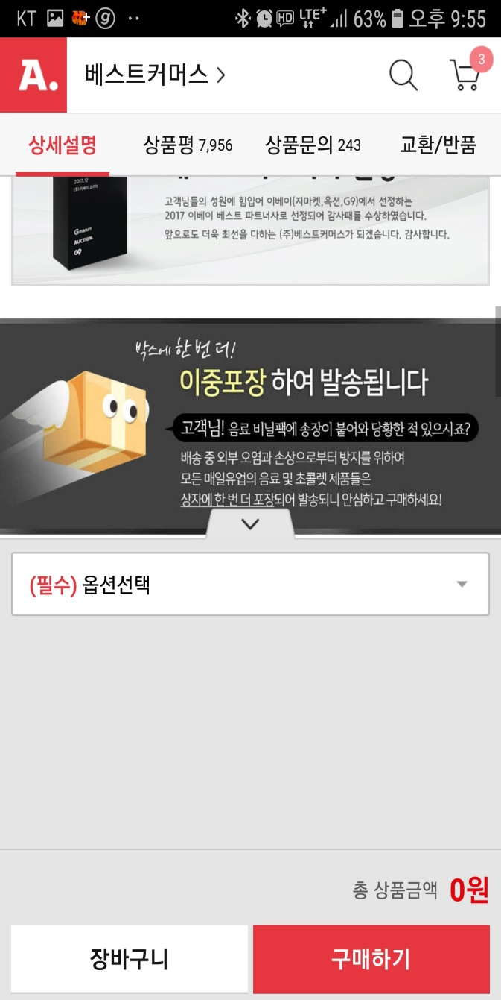 KT g HD LTE+ 63% 오후 9:55
A. 베스트커머스 > 3
상세설명 상품평 7,956 상품문의 243 교환/반품
2017.12
(주)이베이 코리아
고객님들의 성원에 힘입어 이베이(지마켓,옥션,G9)에서 선정하는
2017 이베이 베스트 파트너사로 선정되어 감사패를 수상하였습니다.
앞으로도 더욱 최선을 다하는 (주)베스트커머스가 되겠습니다. 감사합니다.
Gmarket
AUCTION.
G9
박스에 한번 더!
이중포장 하여 발송됩니다
고객님! 음료 비닐팩에 송장이 붙어와 당황한 적 있으시죠?
배송 중 외부 오염과 손상으로부터 방지를 위하여
모든 매일유업의 음료 및 초콜렛 제품들은
상자에 한 번 더 포장되어 발송되니 안심하고 구매하세요!
(필수) 옵션선택
총 상품금액 0원
장바구니 구매하기